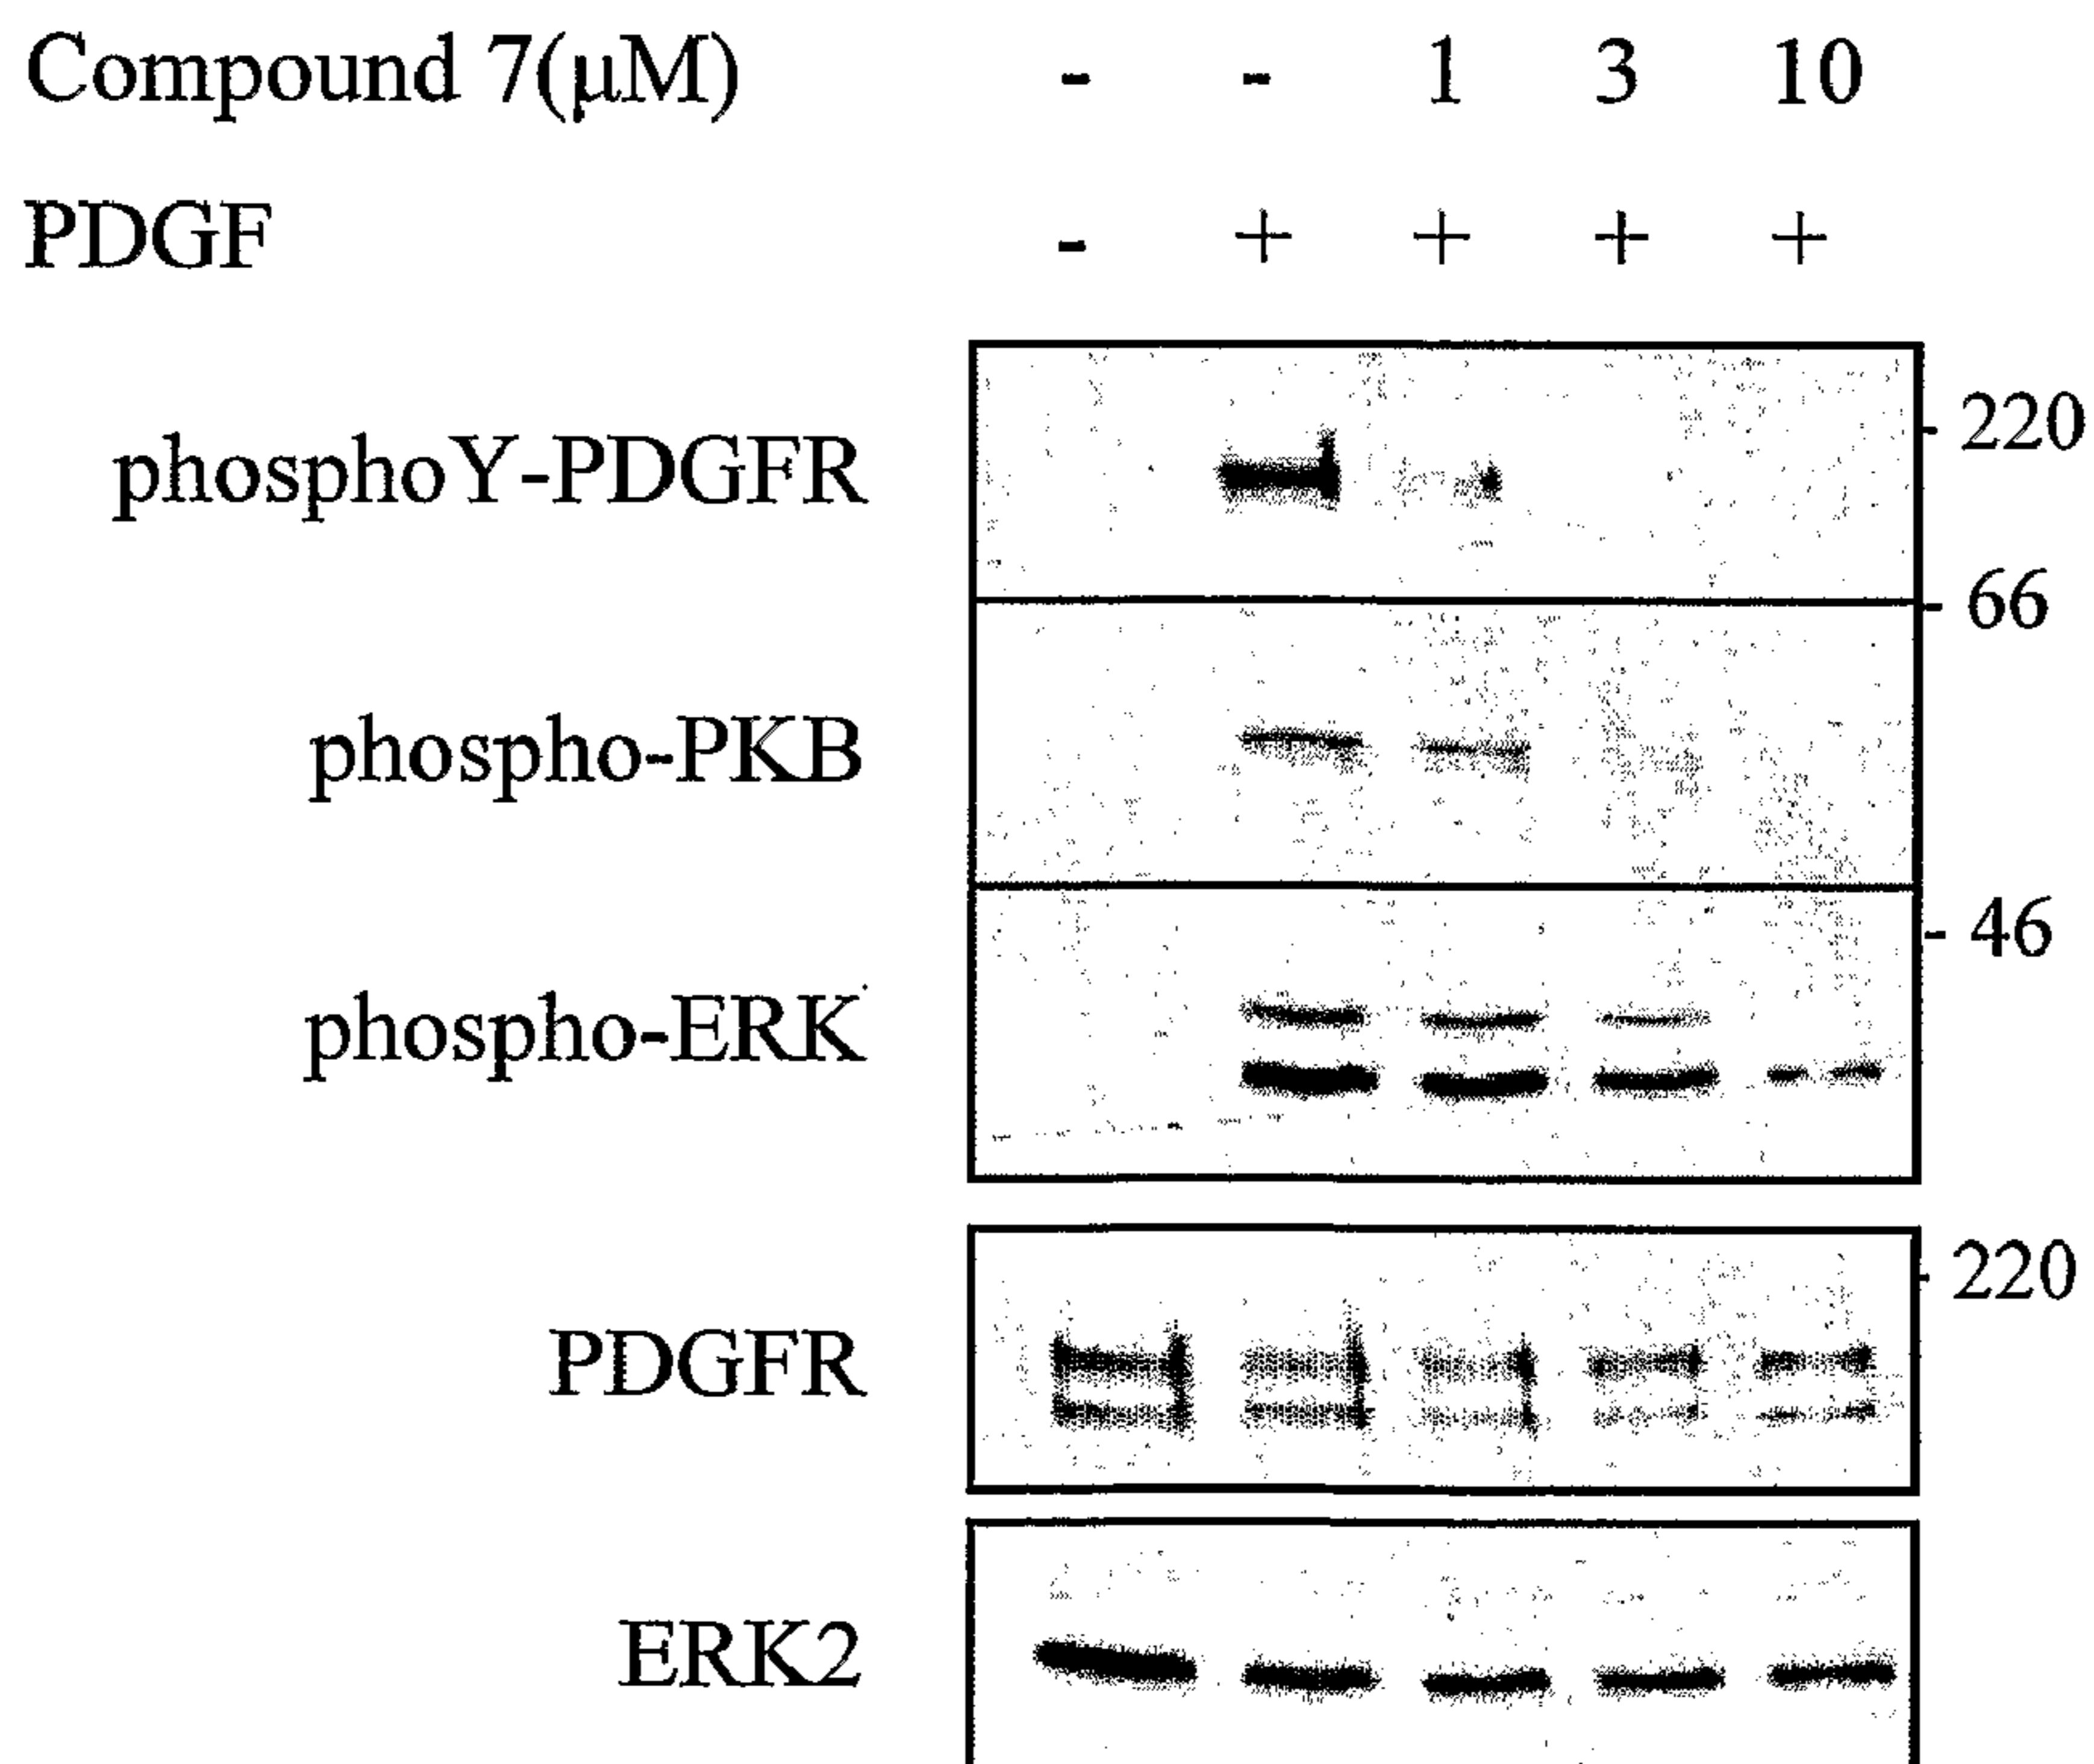 Compound 7(μM) - - 1 3 10
PDGF - + + + +
phosphoY-PDGFR
- 220
- 66
phospho-PKB
- 46
phospho-ERK
- 220
PDGFR
ERK2